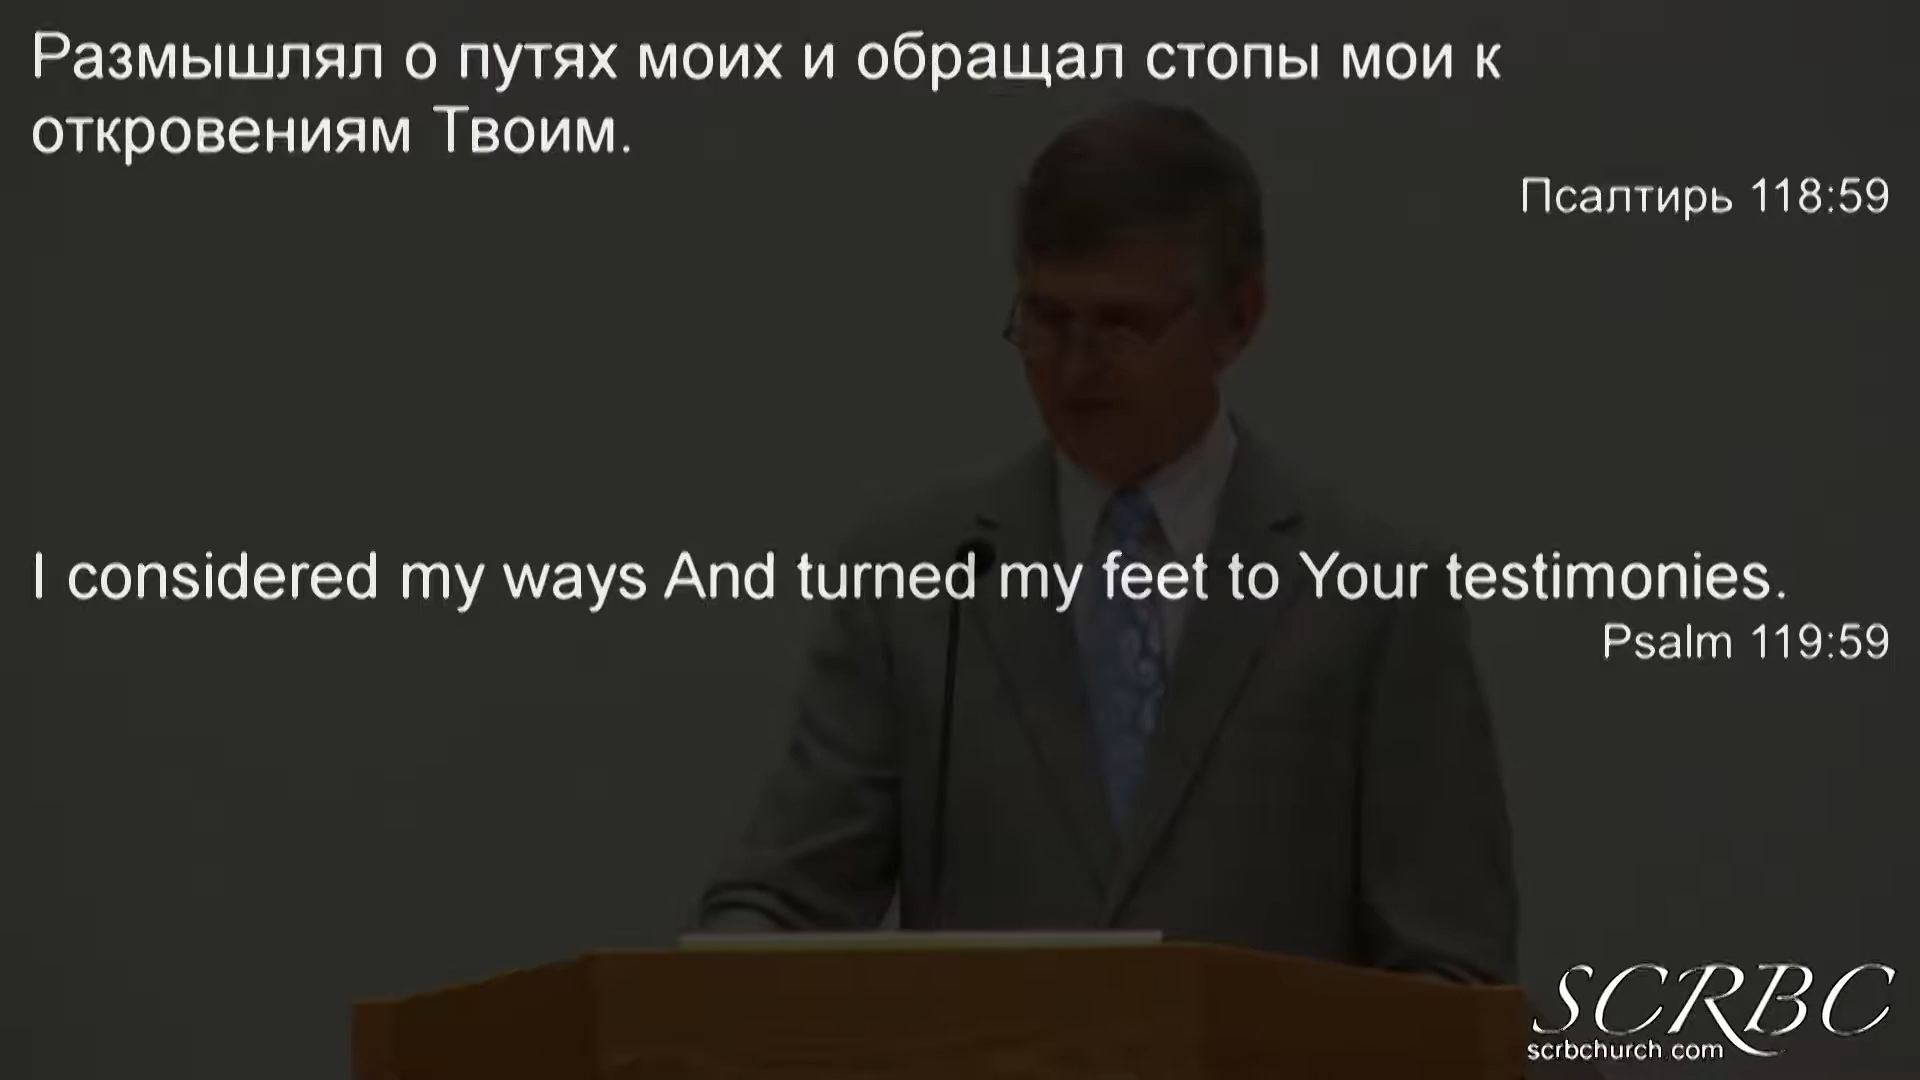 Размышлял о путях моих и обращал стопы мои к
откровениям Твоим.
Псалтирь 118:59
I considered my ways And turned my feet to Your testimonies.
Psalm 119:59
SCRBC
scrbchurch.com